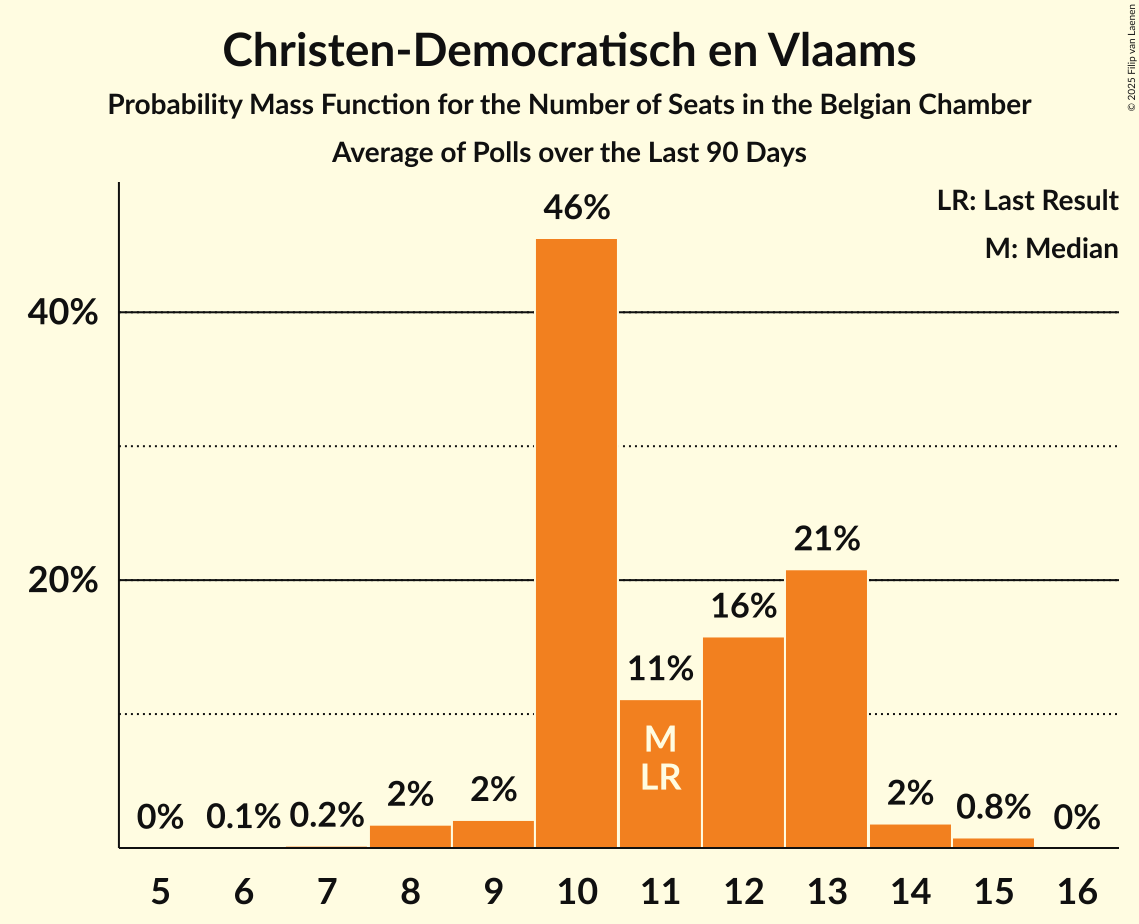 Christen-Democratisch en Vlaams
Probability Mass Function for the Number of Seats in the Belgian Chamber
Average of Polls over the Last 90 Days
© 2025 Filip van Laenen
LR: Last Result
M: Median
46%
40%
21%
20%
16%
11%
M
LR
0% 0.1% 0.2% 2% 2% 2% 0.8% 0%
5 6 7 8 9 10 11 12 13 14 15 16